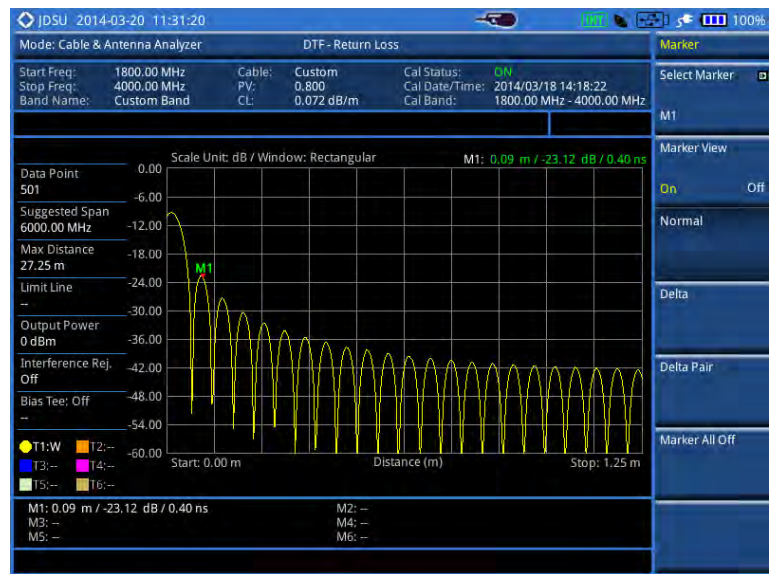 JDSU 2014-03-20 11:31:20
INT
100%
Mode: Cable & Antenna Analyzer
DTF - Return Loss
Marker
Start Freq: 1800.00 MHz
Stop Freq: 4000.00 MHz
Band Name: Custom Band
Cable: Custom
PV: 0.800
CL: 0.072 dB/m
Cal Status: ON
Cal Date/Time: 2014/03/18 14:18:22
Cal Band: 1800.00 MHz - 4000.00 MHz
Select Marker
M1
Scale Unit: dB / Window: Rectangular
M1: 0.09 m / -23.12 dB / 0.40 ns
Marker View
On Off
Data Point
501
Suggested Span
6000.00 MHz
Max Distance
27.25 m
Limit Line
--
Output Power
0 dBm
Interference Rej.
Off
Bias Tee: Off
--
T1:W T2:--
T3:-- T4:--
T5:-- T6:--
0.00
-6.00
-12.00
-18.00
-24.00
-30.00
-36.00
-42.00
-48.00
-54.00
-60.00
M1
Start: 0.00 m
Distance (m)
Stop: 1.25 m
Normal
Delta
Delta Pair
Marker All Off
M1: 0.09 m / -23.12 dB / 0.40 ns
M2: --
M3: --
M4: --
M5: --
M6: --